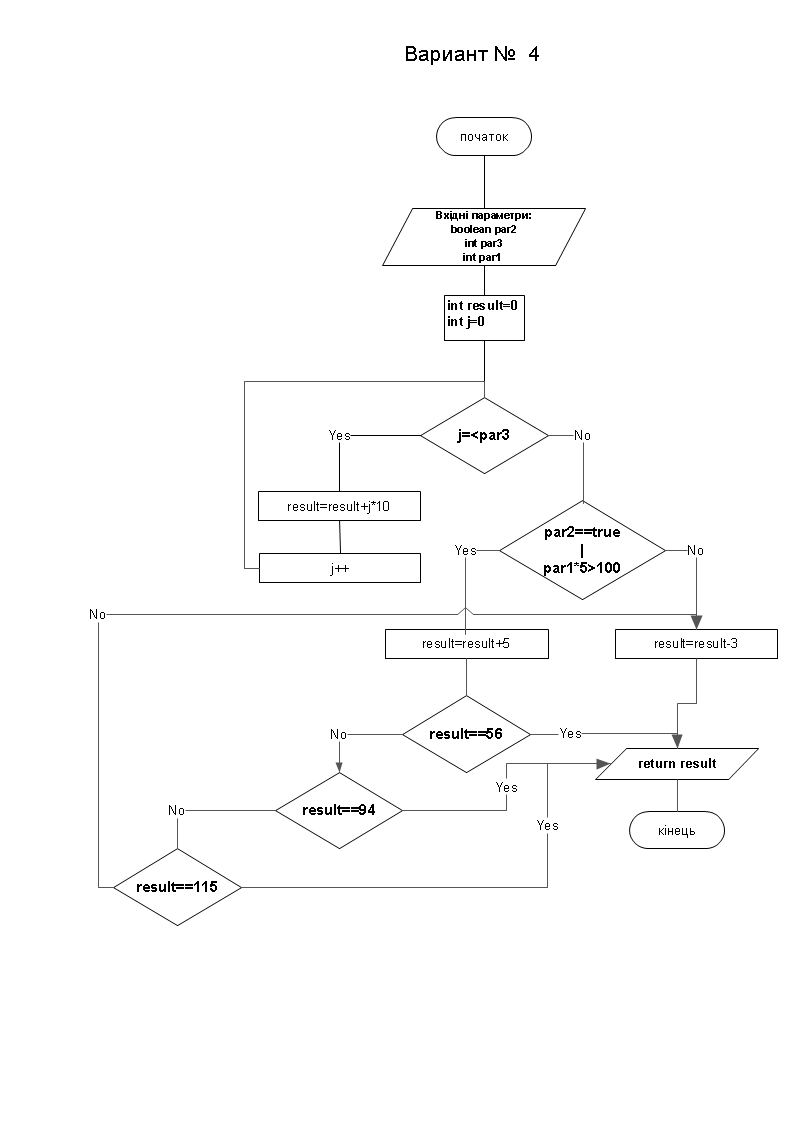 Вариант № 4
початок
Вхідні параметри:
boolean par2
int par3
int par1
int result=0
int j=0
j=<par3
Yes
No
result=result+j*10
j++
par2==true
|
par1*5>100
Yes
No
No
result=result+5
result=result-3
result==56
No
Yes
return result
result==94
Yes
No
Yes
кінець
result==115